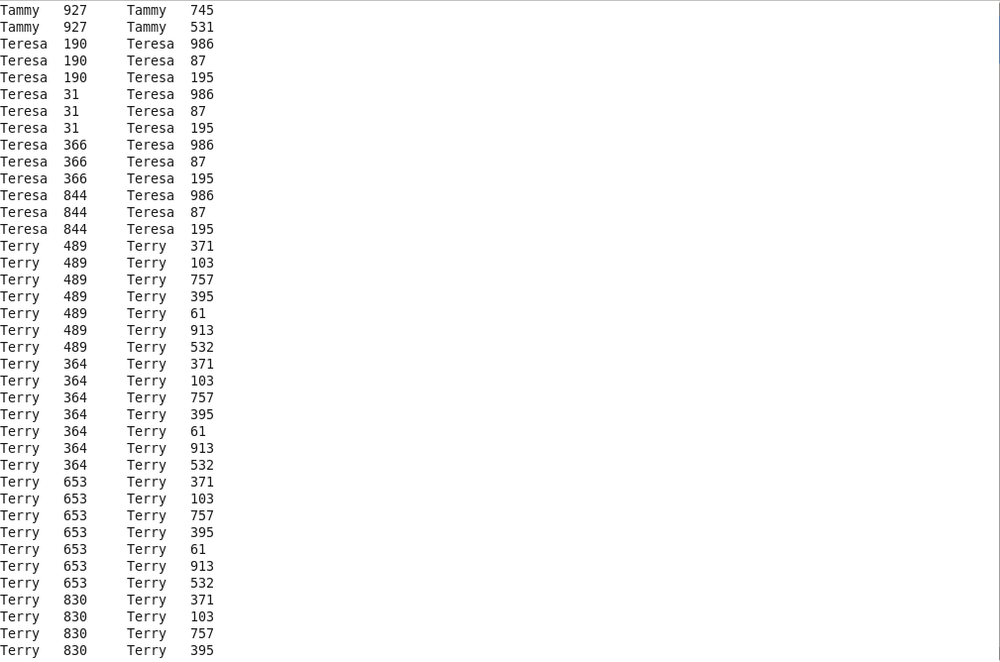 Tammy   927     Tammy   745
Tammy   927     Tammy   531
Teresa  190     Teresa  986
Teresa  190     Teresa  87
Teresa  190     Teresa  195
Teresa  31      Teresa  986
Teresa  31      Teresa  87
Teresa  31      Teresa  195
Teresa  366     Teresa  986
Teresa  366     Teresa  87
Teresa  366     Teresa  195
Teresa  844     Teresa  986
Teresa  844     Teresa  87
Teresa  844     Teresa  195
Terry   489     Terry   371
Terry   489     Terry   103
Terry   489     Terry   757
Terry   489     Terry   395
Terry   489     Terry   61
Terry   489     Terry   913
Terry   489     Terry   532
Terry   364     Terry   371
Terry   364     Terry   103
Terry   364     Terry   757
Terry   364     Terry   395
Terry   364     Terry   61
Terry   364     Terry   913
Terry   364     Terry   532
Terry   653     Terry   371
Terry   653     Terry   103
Terry   653     Terry   757
Terry   653     Terry   395
Terry   653     Terry   61
Terry   653     Terry   913
Terry   653     Terry   532
Terry   830     Terry   371
Terry   830     Terry   103
Terry   830     Terry   757
Terry   830     Terry   395